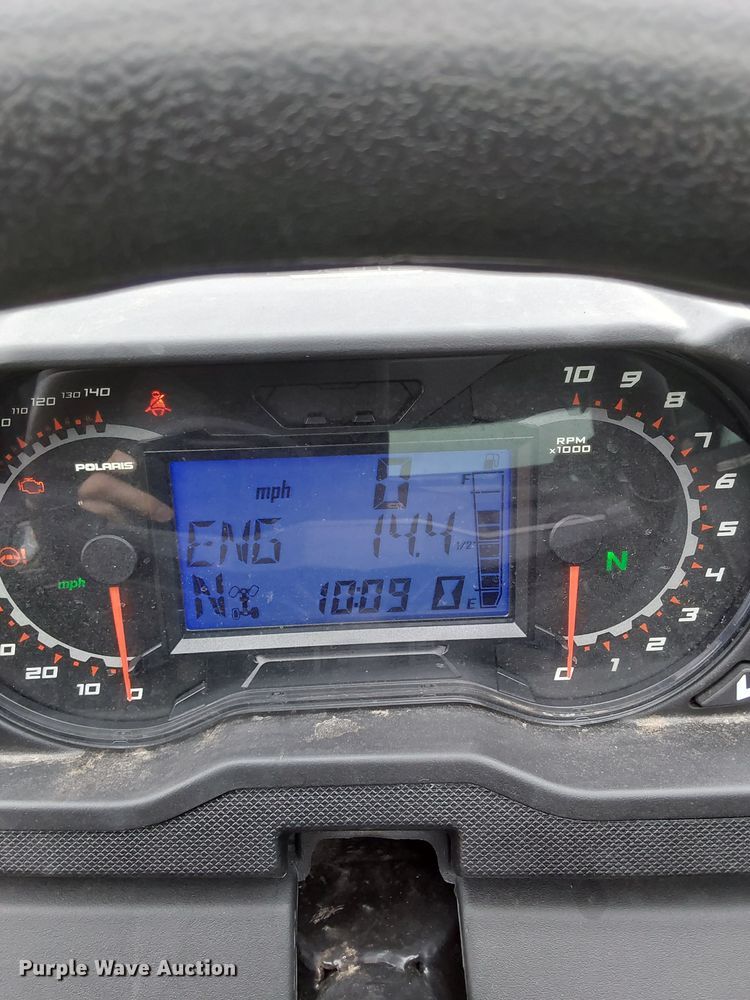 110 120 130 140
POLARIS
mph
20
10
0
mph 0
ENG 14.4
N 10:09
F
1/2
E
10 9 8 7 6 5 4 3 2 1 0
RPM
x1000
N
Purple Wave Auction